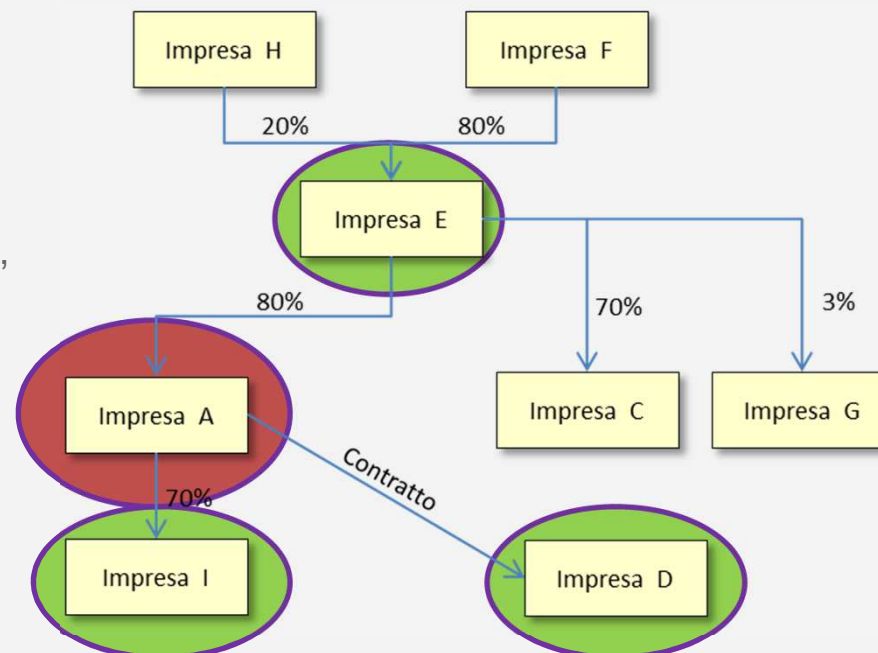 Impresa H
Impresa F
20%
80%
Impresa E
,
80%
70%
3%
Impresa A
Impresa C
Impresa G
Contratto
70%
Impresa I
Impresa D